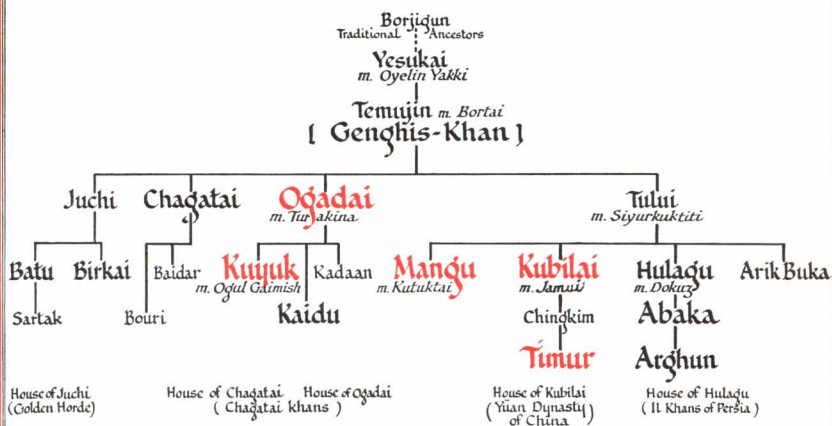 Borjigun
Traditional Ancestors
Yesukai
m. Oyelin Yakki
Temujin m. Bortai
[ Genghis-Khan ]
Juchi Chagatai Ogadai Tului
m. Turjakina m. Siyurkuktiti
Batu Birkai Baidar Kuyuk Kadaan Mangu Kubilai Hulagu Arik Buka
m. Ogul Gaimish m. Kutuktai m. Jamui m. Dokuz
Sartak Bouri Kaidu Chingkim Abaka
Timur Arghun
House of Juchi House of Chagatai House of Ogadai House of Kubilai House of Hulagu
(Golden Horde) ( Chagatai khans ) (Yuan Dynasty) ( Il Khans of Persia )
of China